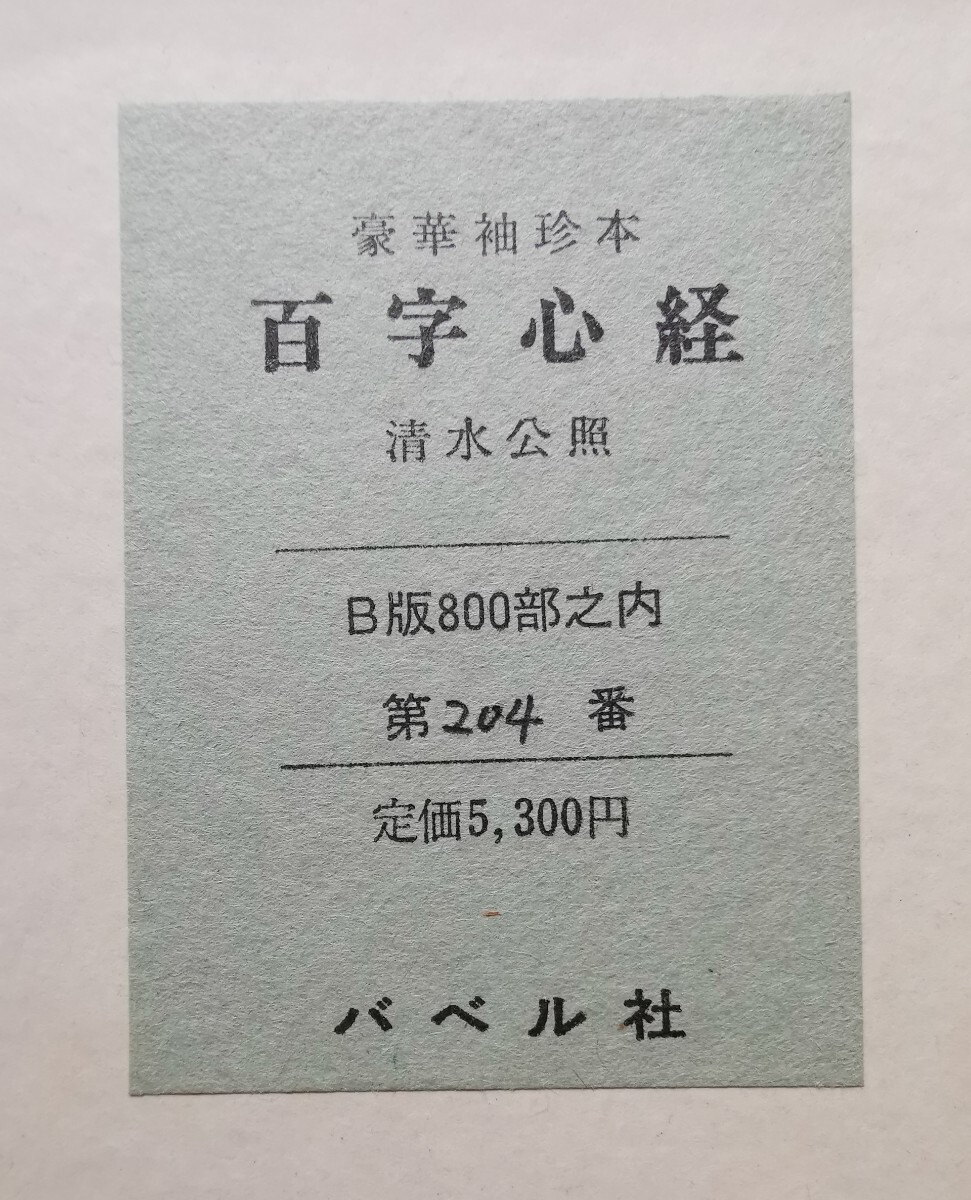 豪華袖珍本
百字心経
清水公照
B版800部之内
第204番
定価5,300円
バベル社